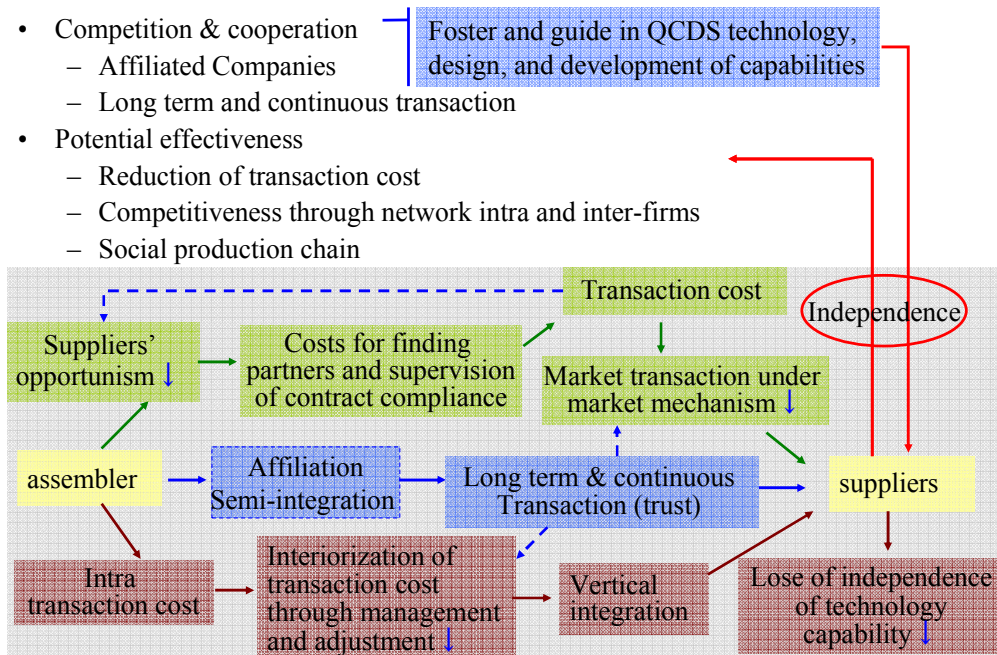 • Competition & cooperation
– Affiliated Companies
– Long term and continuous transaction
• Potential effectiveness
– Reduction of transaction cost
– Competitiveness through network intra and inter-firms
– Social production chain
Foster and guide in QCDS technology,
design, and development of capabilities
Transaction cost
Independence
Suppliers'
opportunism ↓
Costs for finding
partners and supervision
of contract compliance
Market transaction under
market mechanism ↓
assembler
Affiliation
Semi-integration
Long term & continuous
Transaction (trust)
suppliers
Intra
transaction cost
Interiorization of
transaction cost
through management
and adjustment ↓
Vertical
integration
Lose of independence
of technology
capability ↓